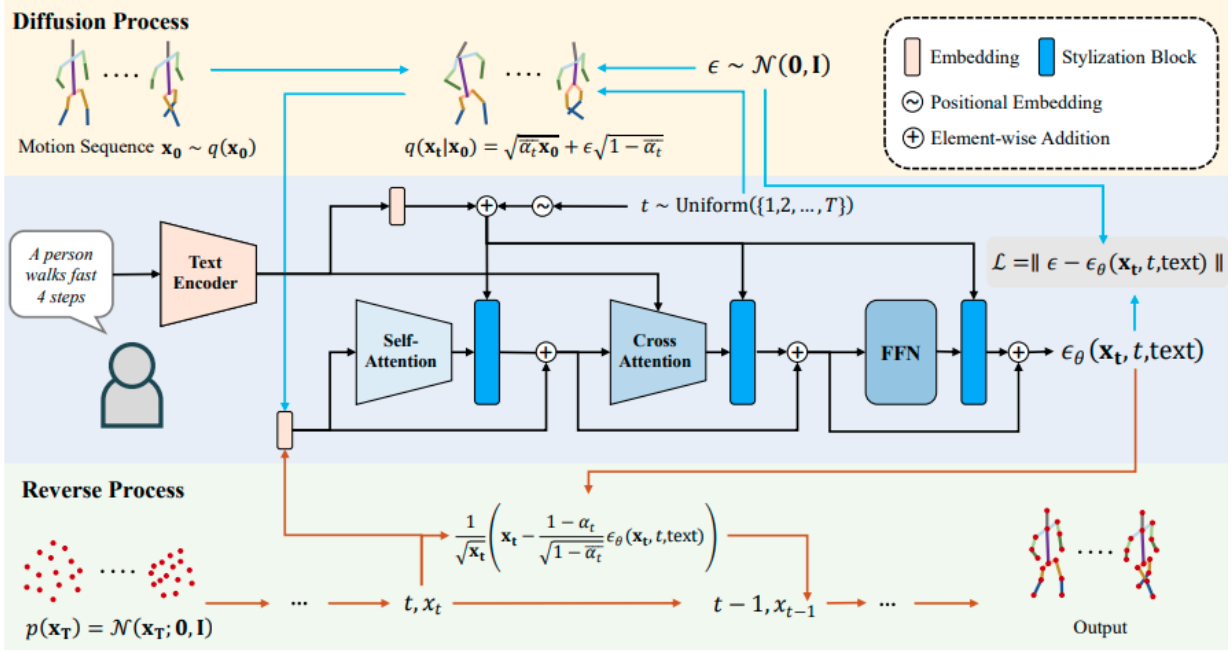 Diffusion Process
Motion Sequence x₀ ~ q(x₀)
q(xₜ|x₀) = √(ᾱₜx₀) + ϵ√(1 − ᾱₜ)
ϵ ~ 𝒩(0, I)
Embedding
Stylization Block
Positional Embedding
Element-wise Addition
t ~ Uniform({1,2, ..., T})
A person
walks fast
4 steps
Text
Encoder
Self-
Attention
Cross
Attention
FFN
ℒ =∥ ϵ − ϵ_θ(xₜ, t,text) ∥
ϵ_θ(xₜ, t,text)
Reverse Process
1/√xₜ (xₜ − (1 − αₜ)/√(1 − ᾱₜ) ϵ_θ(xₜ, t,text))
p(x_T) = 𝒩(x_T; 0, I)
...
t, xₜ
t − 1, xₜ₋₁
...
Output